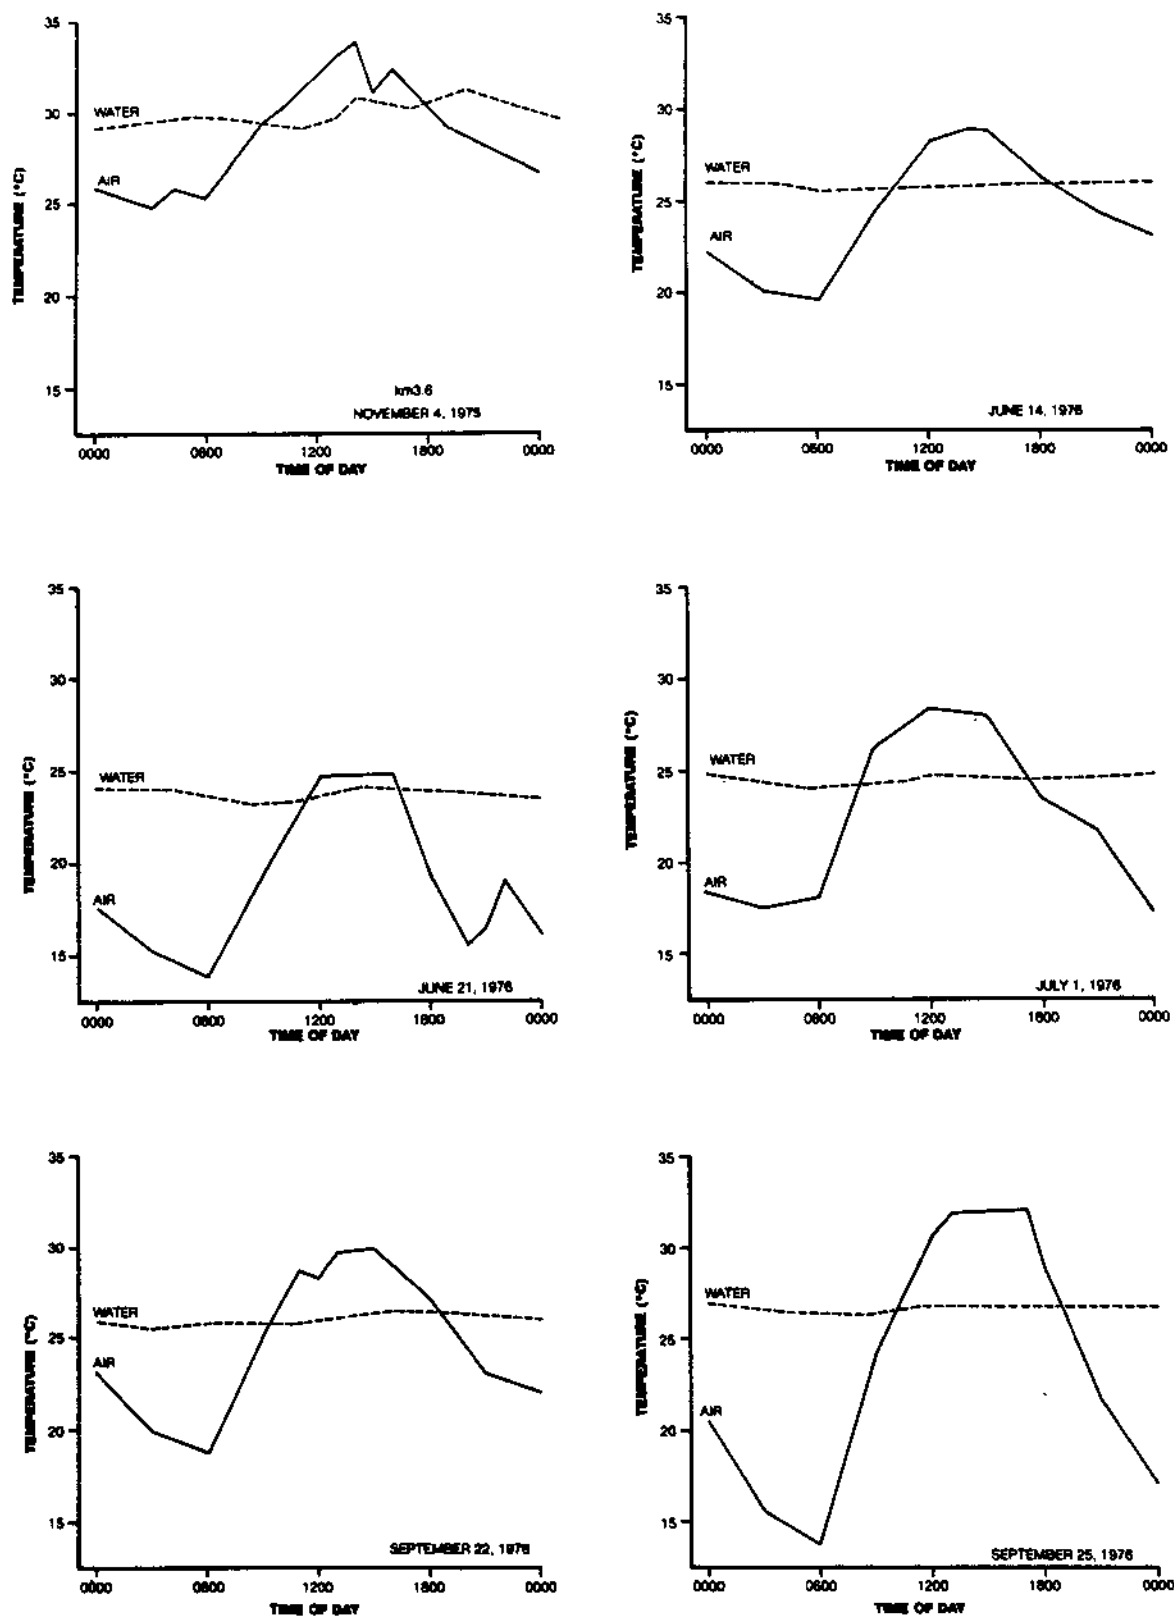 35
30
25
20
15
TEMPERATURE (°C)
WATER
AIR
km3.6
NOVEMBER 4, 1975
0000 0600 1200 1800 0000
TIME OF DAY
35
30
25
20
15
TEMPERATURE (°C)
WATER
AIR
JUNE 14, 1976
0000 0600 1200 1800 0000
TIME OF DAY
35
30
25
20
15
TEMPERATURE (°C)
WATER
AIR
JUNE 21, 1976
0000 0600 1200 1800 0000
TIME OF DAY
35
30
25
20
15
TEMPERATURE (°C)
WATER
AIR
JULY 1, 1976
0000 0600 1200 1800 0000
TIME OF DAY
35
30
25
20
15
TEMPERATURE (°C)
WATER
AIR
SEPTEMBER 22, 1976
0000 0600 1200 1800 0000
TIME OF DAY
35
30
25
20
15
TEMPERATURE (°C)
WATER
AIR
SEPTEMBER 25, 1976
0000 0600 1200 1800 0000
TIME OF DAY